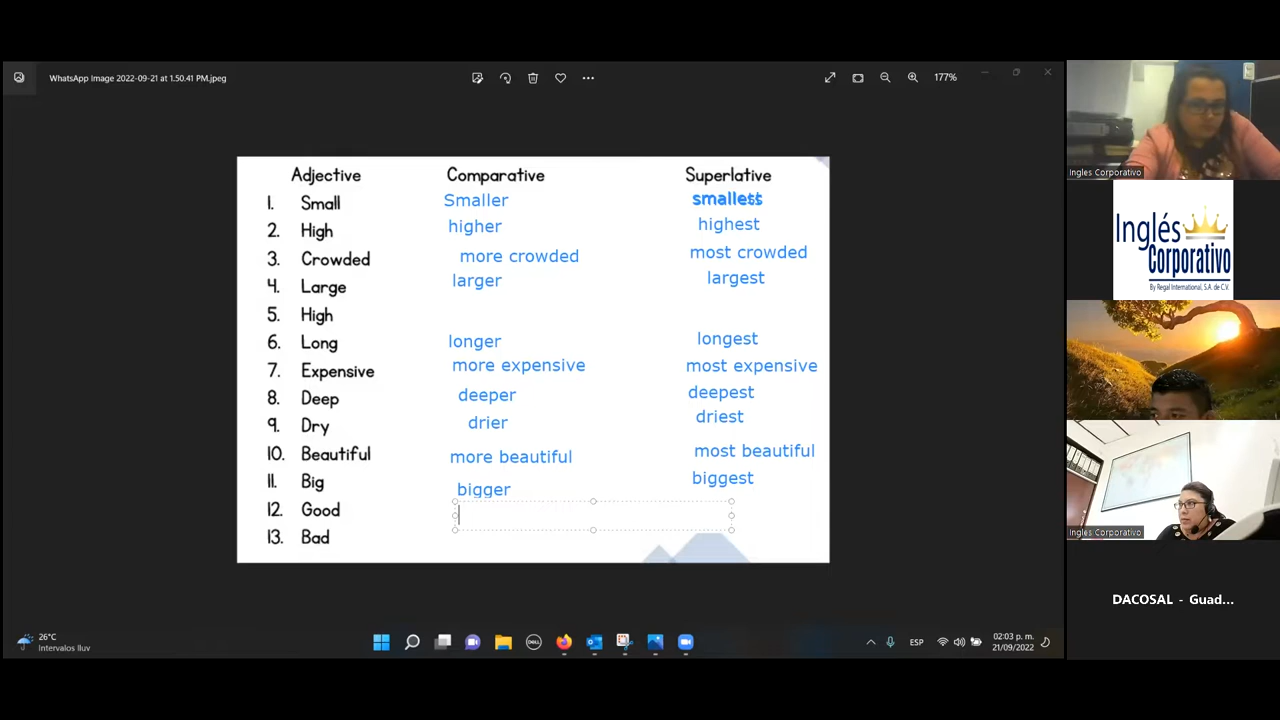 WhatsApp Image 2022-09-21 at 1.50.41 PM.jpeg
177%
Adjective Comparative Superlative
1. Small Smaller smallest
2. High higher highest
3. Crowded more crowded most crowded
4. Large larger largest
5. High
6. Long longer longest
7. Expensive more expensive most expensive
8. Deep deeper deepest
9. Dry drier driest
10. Beautiful more beautiful most beautiful
11. Big bigger biggest
12. Good
13. Bad
Ingles Corporativo
Inglés
Corporativo
By Regal International, S.A. de C.V.
Ingles Corporativo
DACOSAL - Guad...
26°C
Intervalos lluv
DELL
ESP
02:03 p. m.
21/09/2022